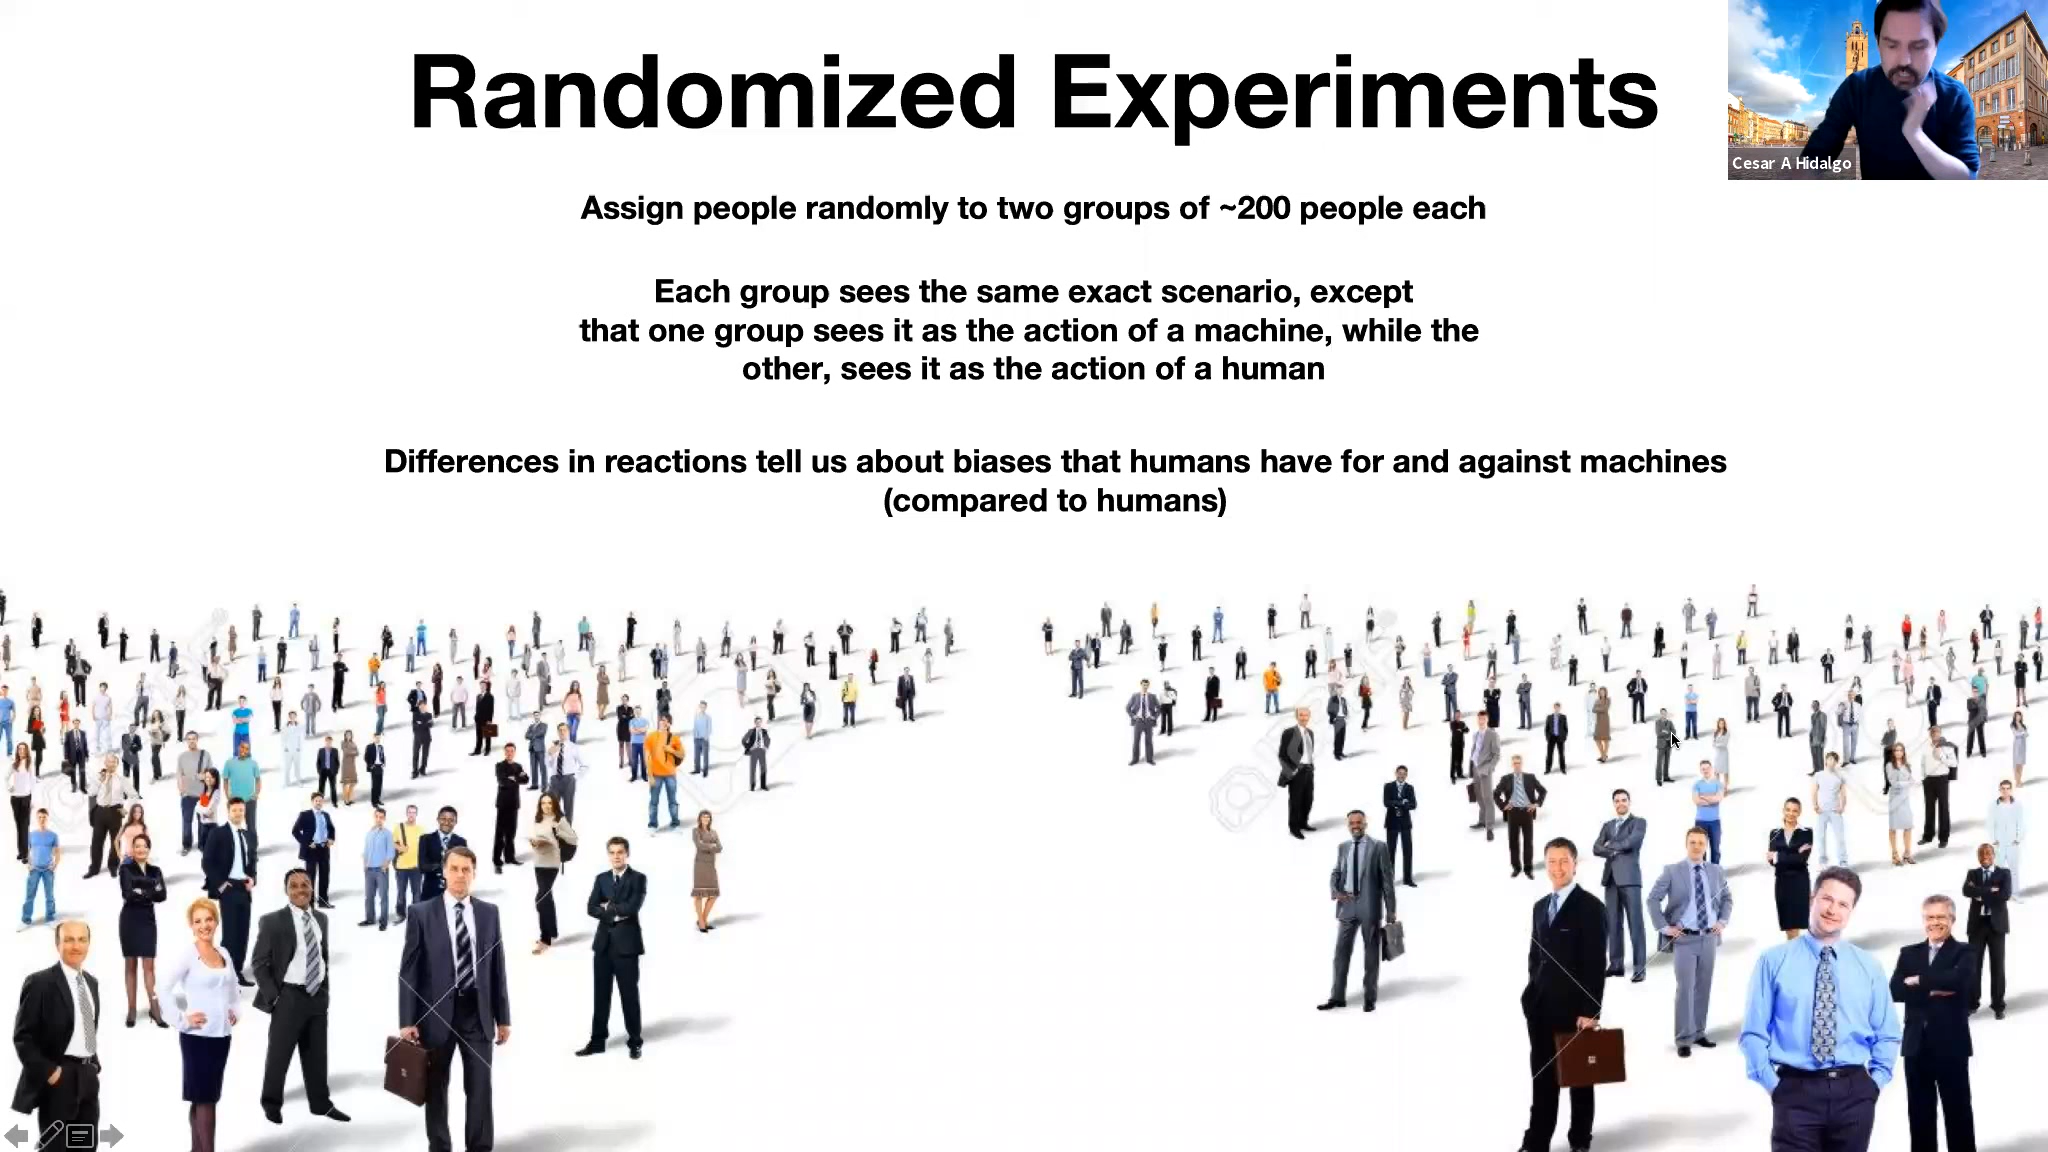 Randomized Experiments
Cesar A Hidalgo
Assign people randomly to two groups of ~200 people each
Each group sees the same exact scenario, except
that one group sees it as the action of a machine, while the
other, sees it as the action of a human
Differences in reactions tell us about biases that humans have for and against machines
(compared to humans)